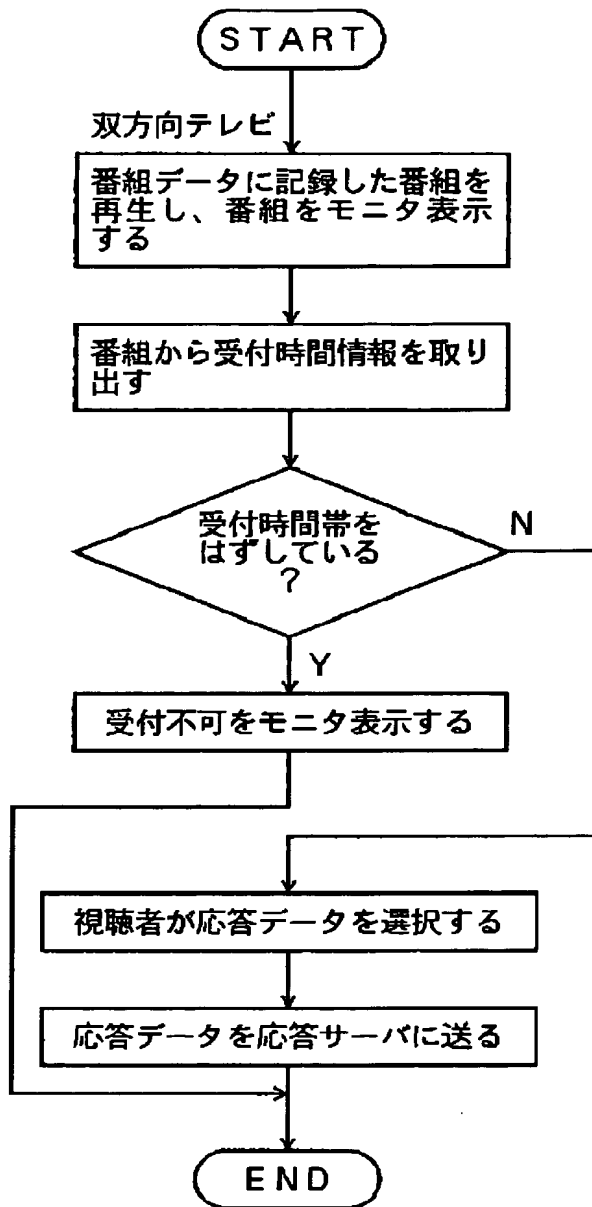 START
双方向テレビ
番組データに記録した番組を
再生し、番組をモニタ表示
する
番組から受付時間情報を取り
出す
受付時間帯を
はずしている
?
N
Y
受付不可をモニタ表示する
視聴者が応答データを選択する
応答データを応答サーバに送る
END